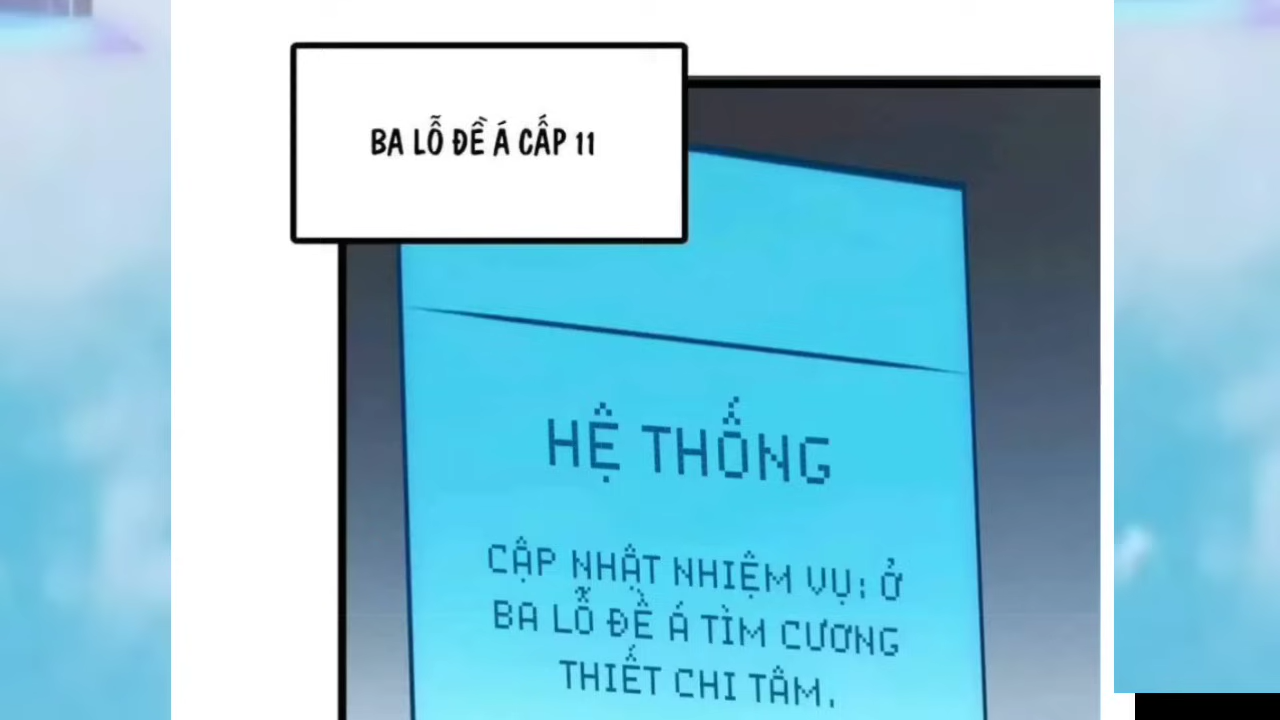 BA LỖ ĐỀ Á CẤP 11
HỆ THỐNG
CẬP NHẬT NHIỆM VỤ: Ở
BA LỖ ĐỀ Á TÌM CƯƠNG
THIẾT CHI TÂM.